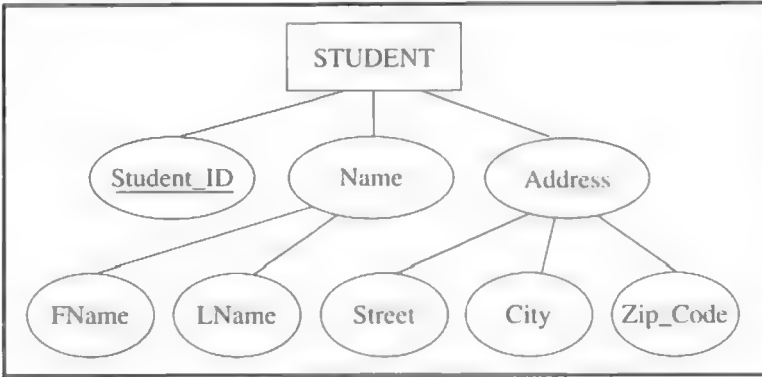 STUDENT
Student_ID Name Address
FName LName Street City Zip_Code